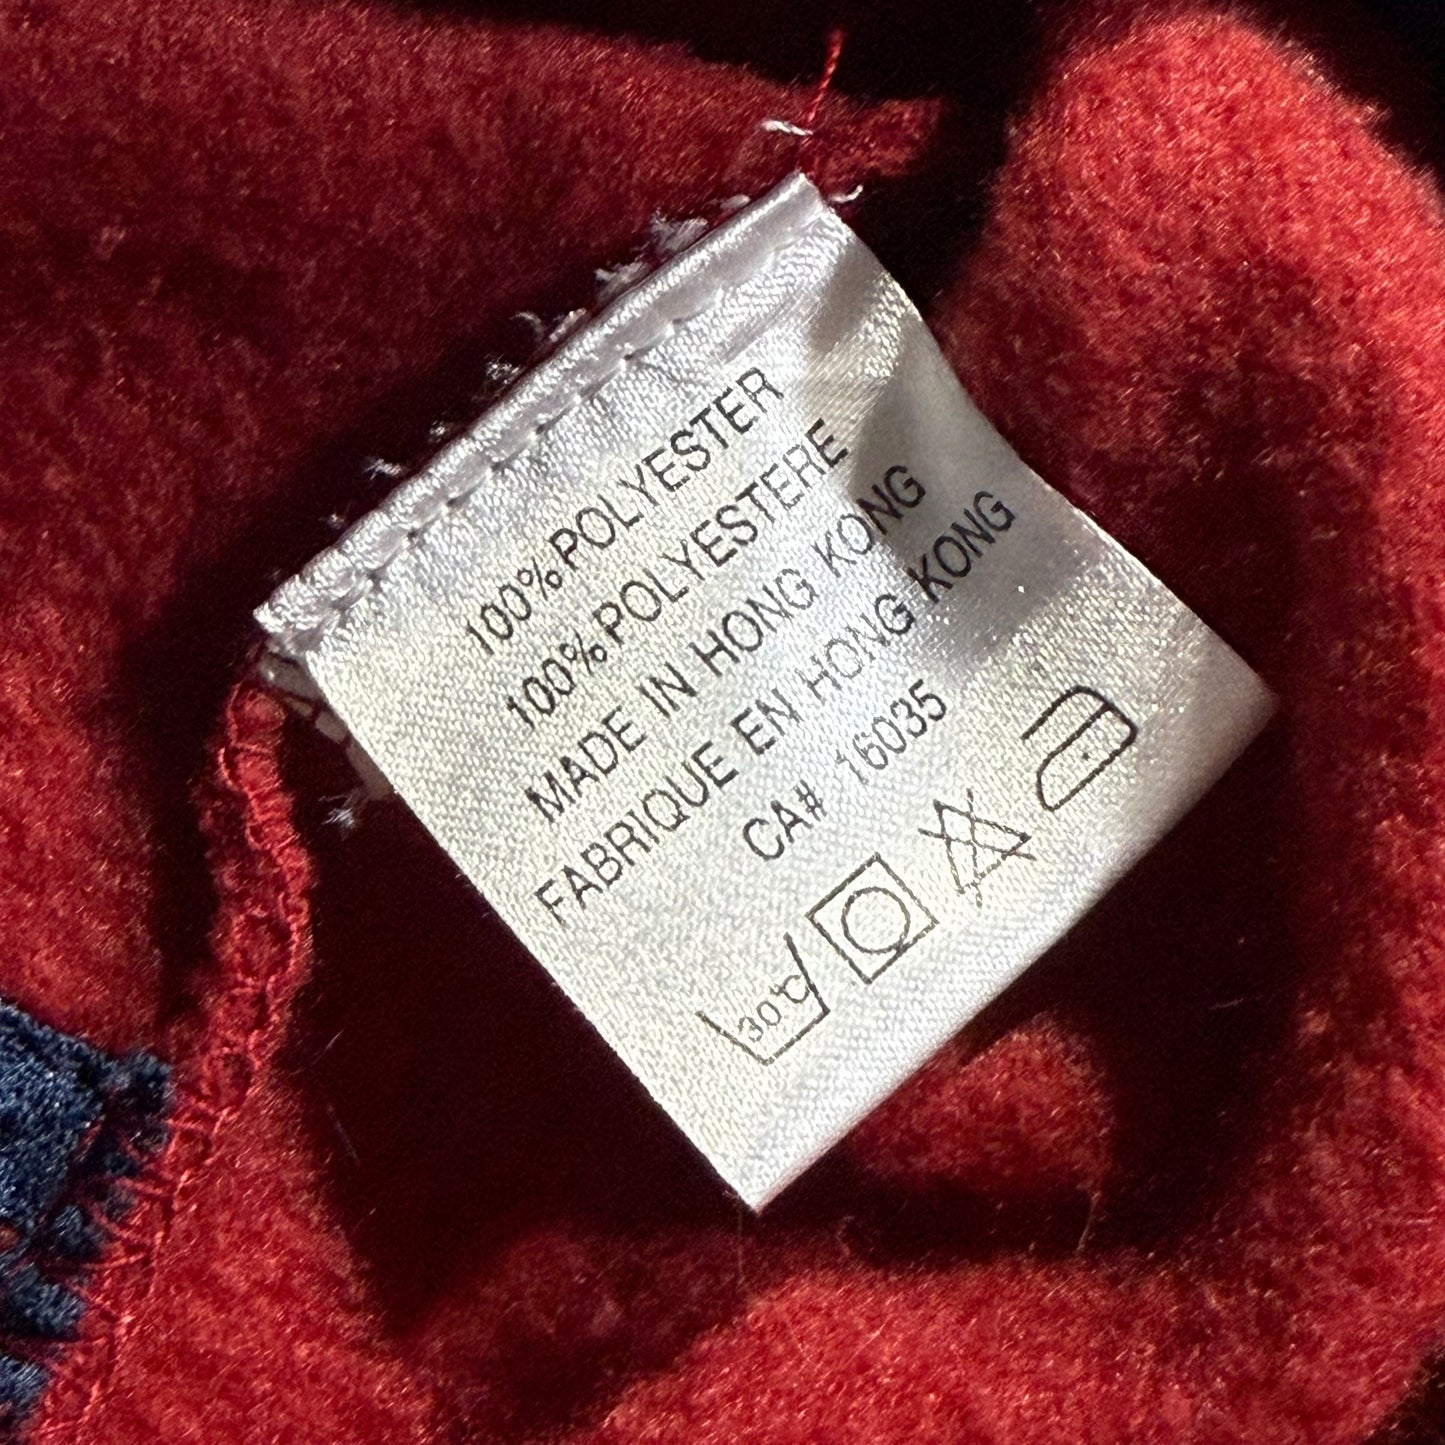 100% POLYESTER
100% POLYESTERE
MADE IN HONG KONG
FABRIQUE EN HONG KONG
CA# 16035
30℃